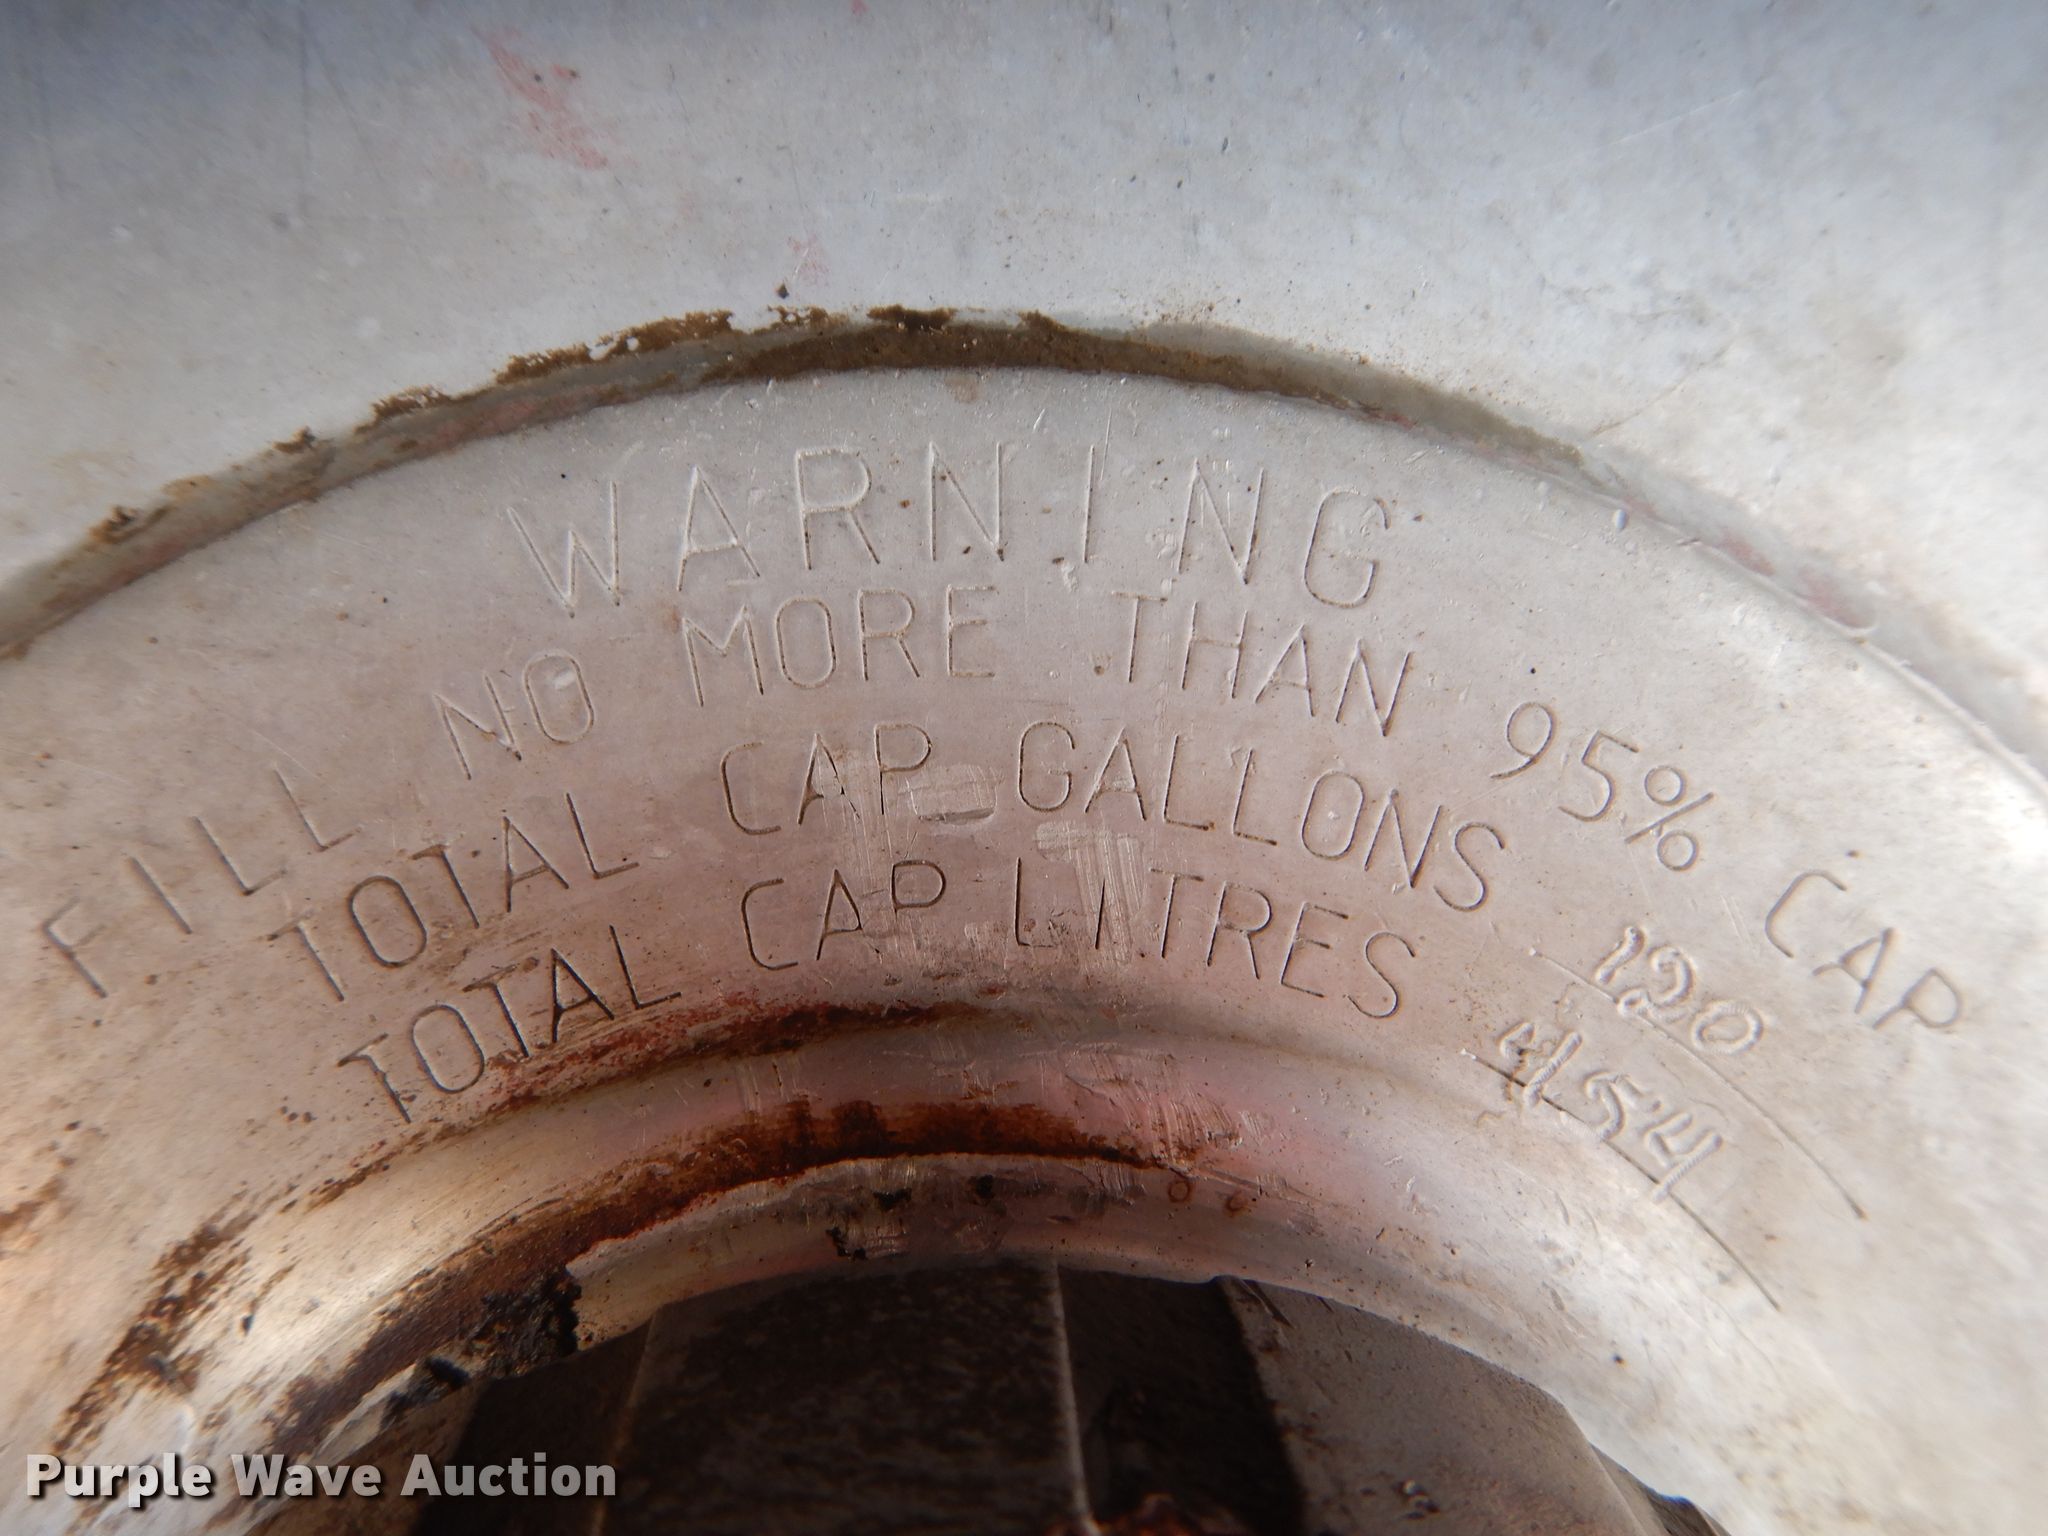 WARNING
FILL NO MORE THAN 95% CAP
TOTAL CAP GALLONS 120
TOTAL CAP LITRES 454
Purple Wave Auction